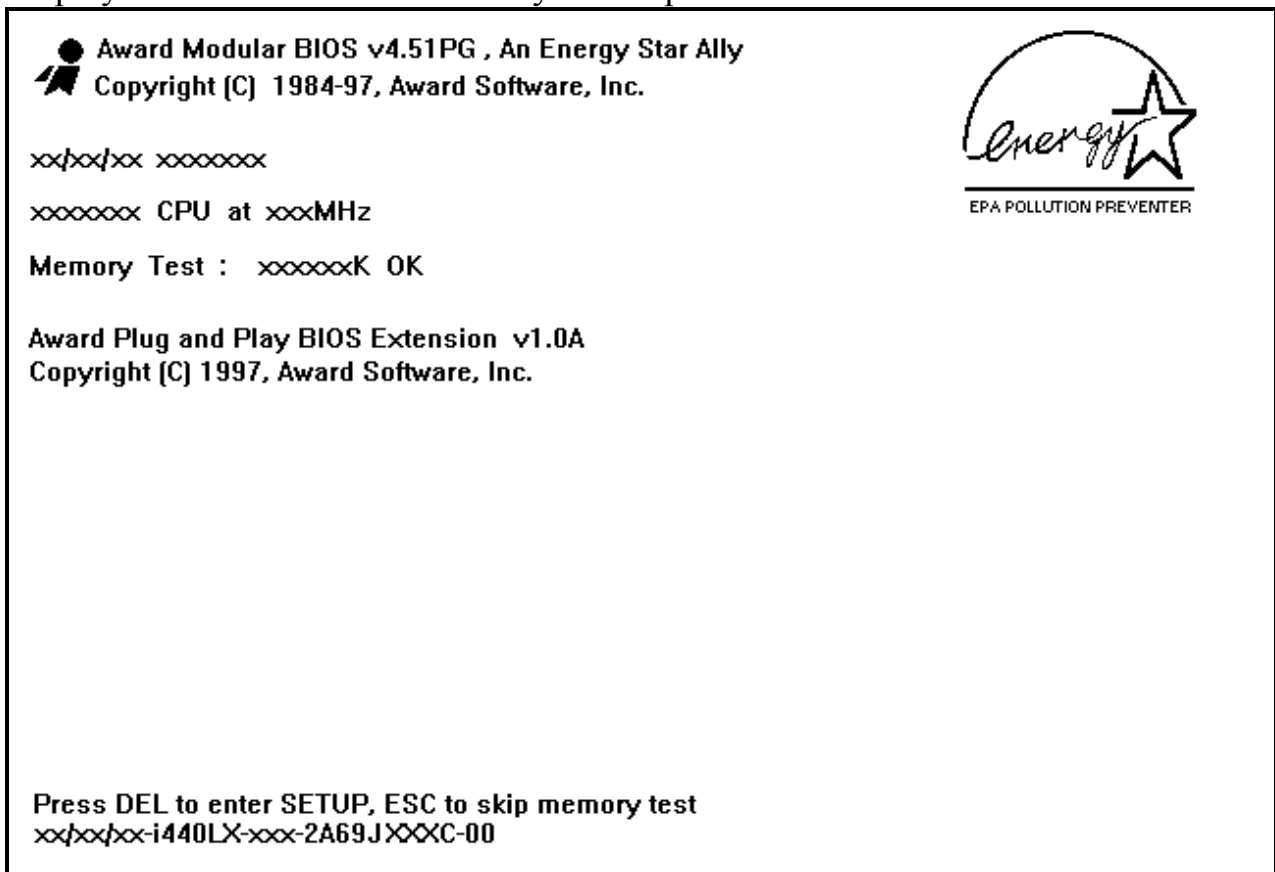 Award Modular BIOS v4.51PG , An Energy Star Ally
Copyright (C) 1984-97, Award Software, Inc.
energy
EPA POLLUTION PREVENTER
xx/xx/xx xxxxxxx
xxxxxxx CPU at xxxMHz
Memory Test : xxxxxxK OK
Award Plug and Play BIOS Extension v1.0A
Copyright (C) 1997, Award Software, Inc.
Press DEL to enter SETUP, ESC to skip memory test
xx/xx/xx-i440LX-xxx-2A69JXXXC-00